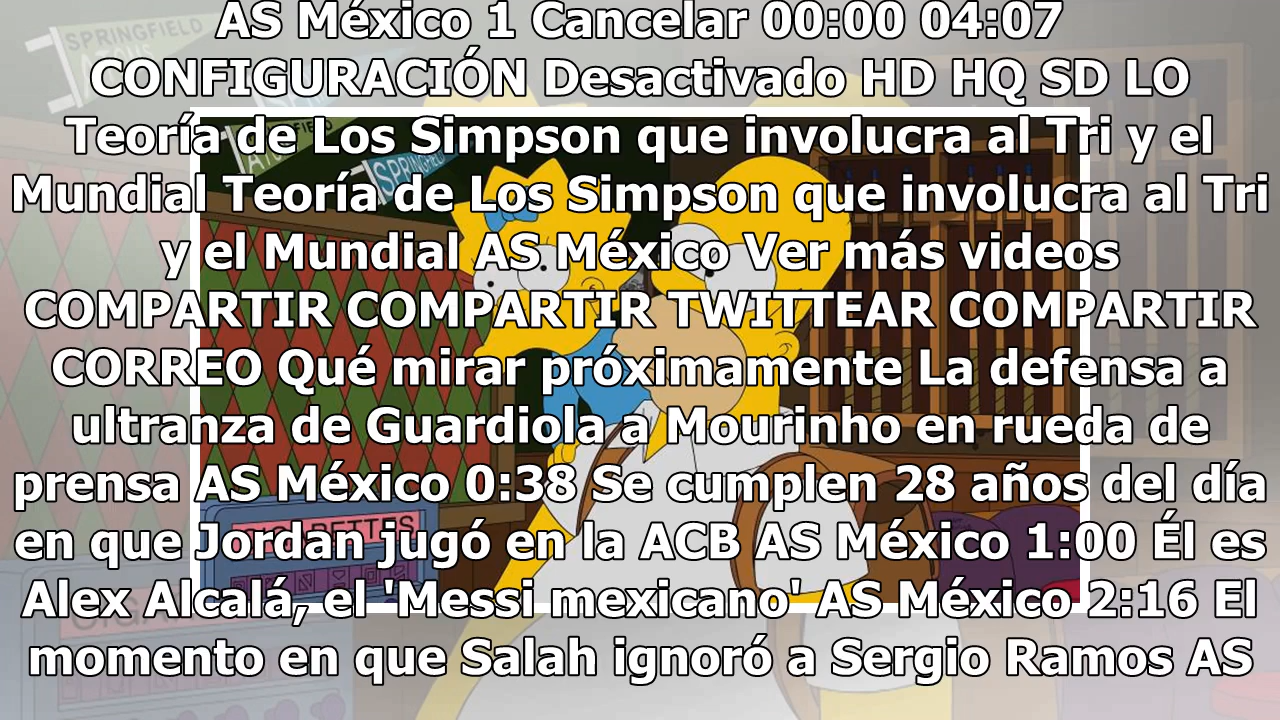 AS México 1 Cancelar 00:00 04:07
CONFIGURACIÓN Desactivado HD HQ SD LO
Teoría de Los Simpson que involucra al Tri y el
Mundial Teoría de Los Simpson que involucra al Tri
y el Mundial AS México Ver más videos
COMPARTIR COMPARTIR TWITTEAR COMPARTIR
CORREO Qué mirar próximamente La defensa a
ultranza de Guardiola a Mourinho en rueda de
prensa AS México 0:38 Se cumplen 28 años del día
en que Jordan jugó en la ACB AS México 1:00 Él es
Alex Alcalá, el 'Messi mexicano' AS México 2:16 El
momento en que Salah ignoró a Sergio Ramos AS
SPRINGFIELD
SPRINGFIELD
CIGARETTES